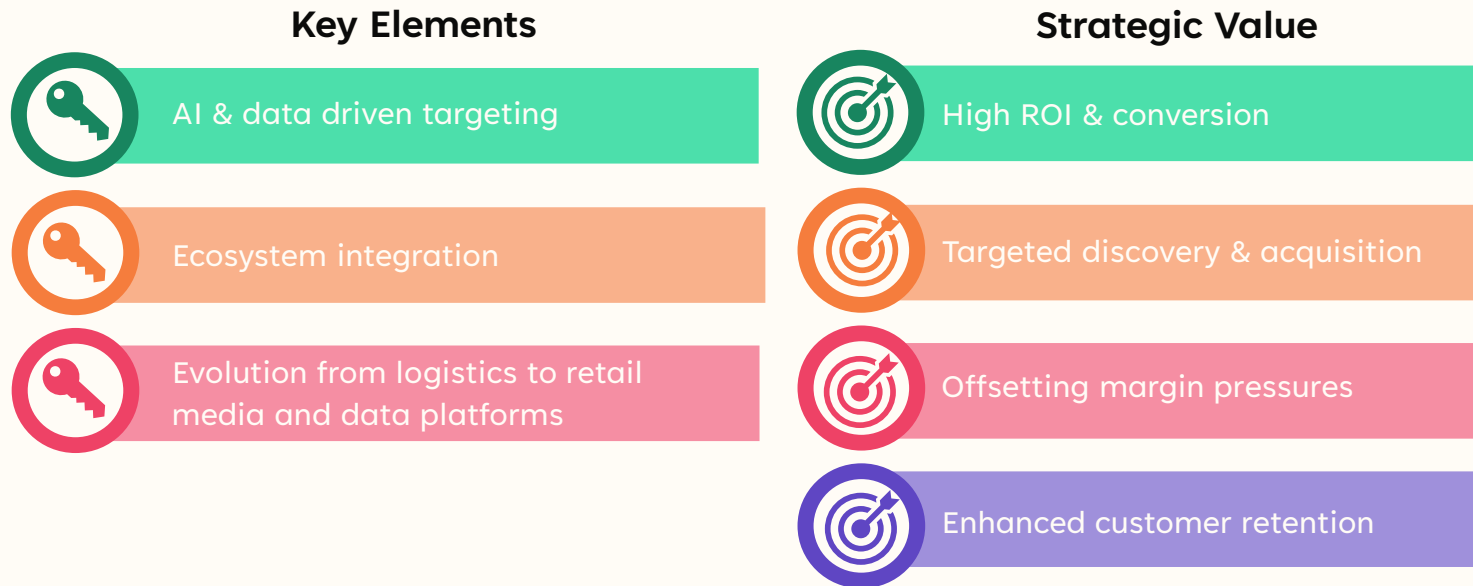 Key Elements
AI & data driven targeting
Ecosystem integration
Evolution from logistics to retail
media and data platforms
Strategic Value
High ROI & conversion
Targeted discovery & acquisition
Offsetting margin pressures
Enhanced customer retention